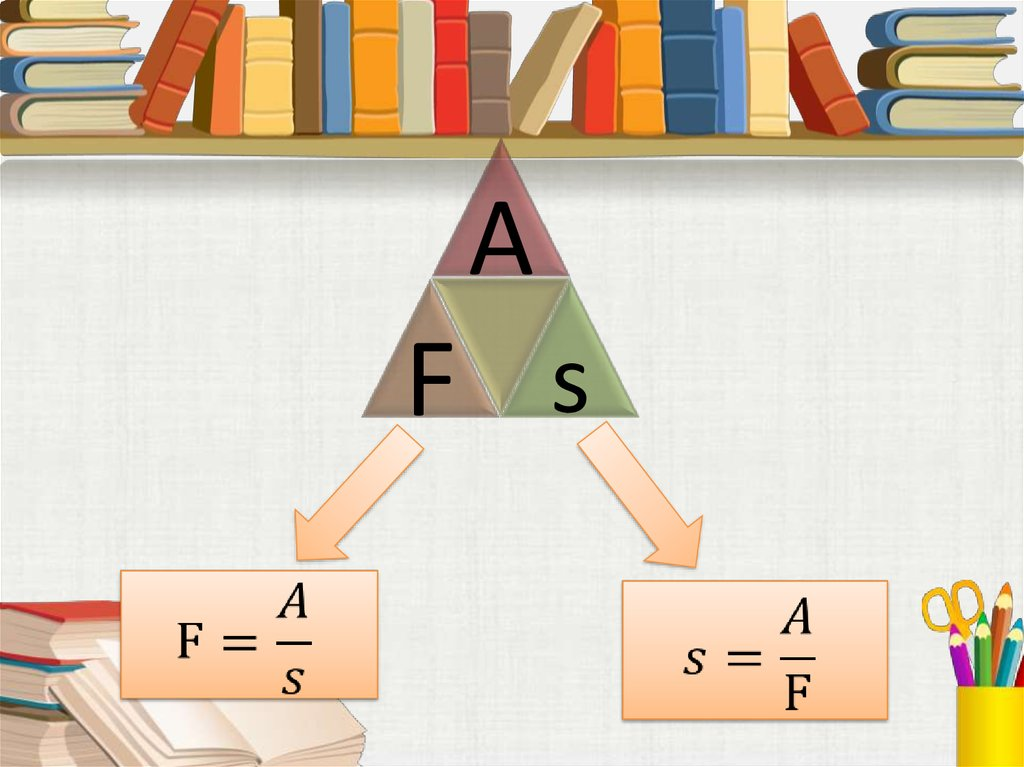 A
F s
F = A/s
s = A/F